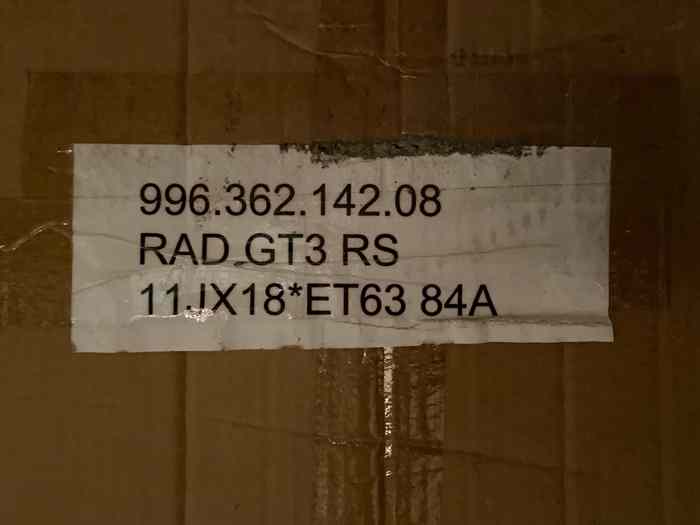 996.362.142.08
RAD GT3 RS
11JX18*ET63 84A